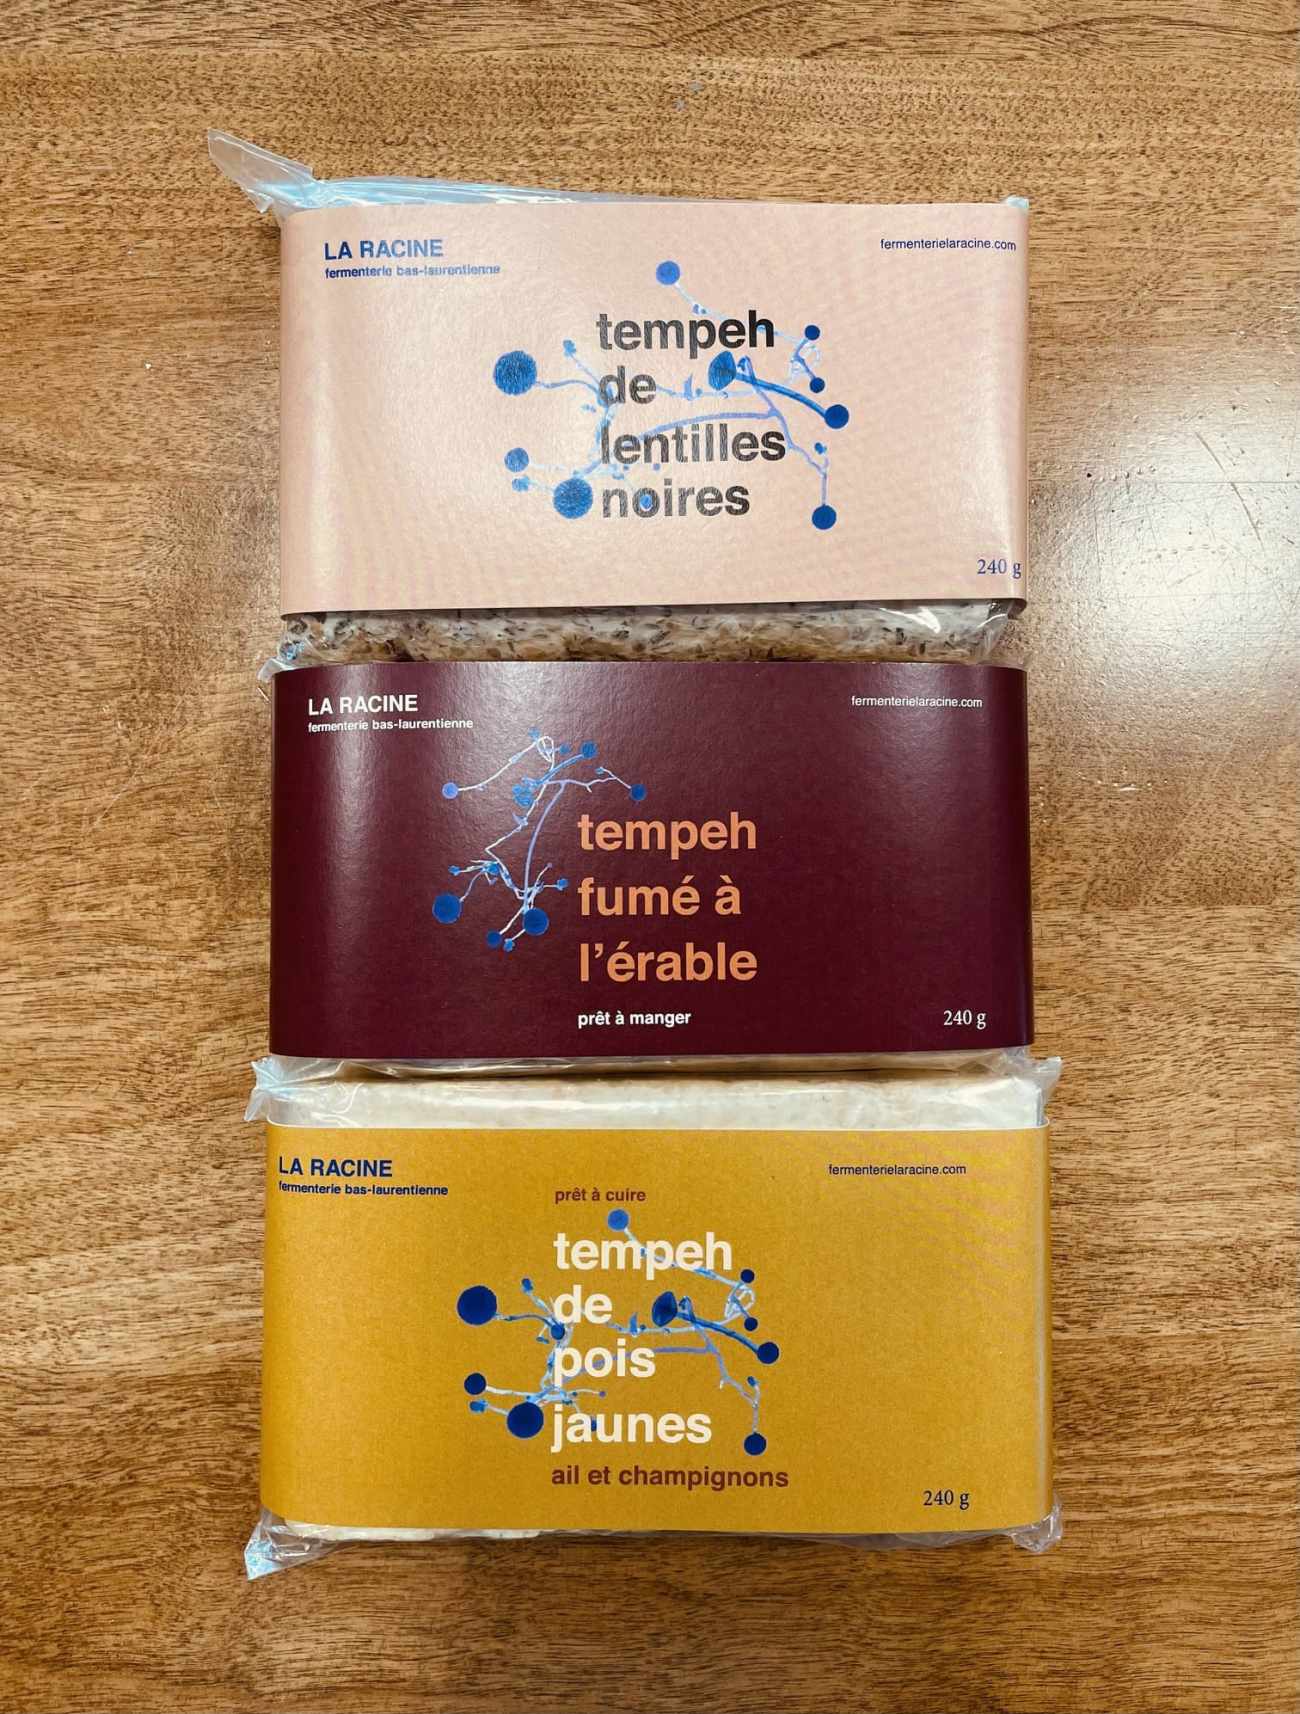 LA RACINE
fermenterie bas-laurentienne
fermenterielaracine.com
tempeh
de
lentilles
noires
240 g
LA RACINE
fermenterie bas-laurentienne
fermenterielaracine.com
tempeh
fumé à
l’érable
prêt à manger
240 g
LA RACINE
fermenterie bas-laurentienne
fermenterielaracine.com
prêt à cuire
tempeh
de
pois
jaunes
ail et champignons
240 g